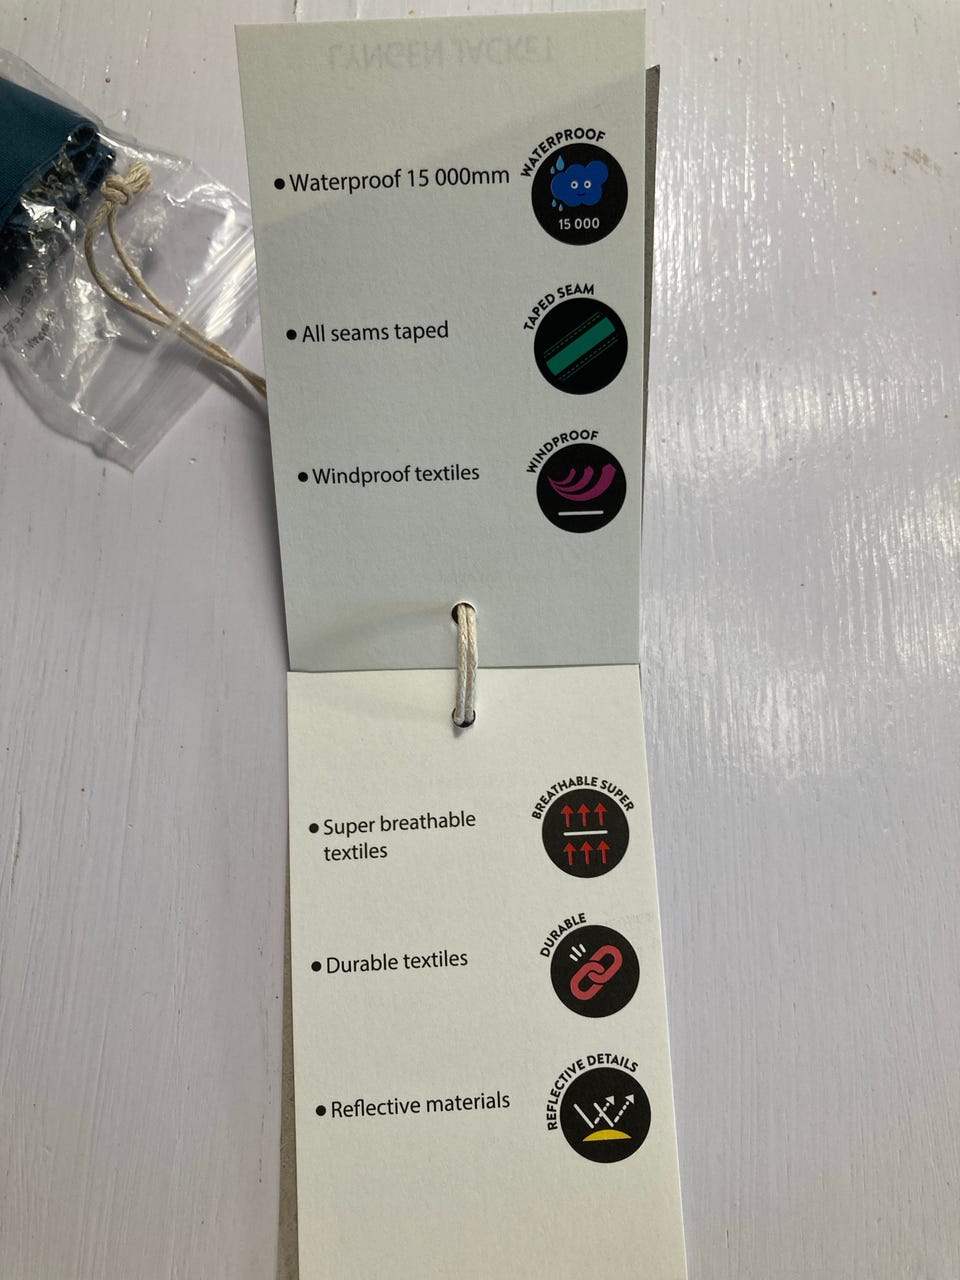 LYNGEN JACKET
• Waterproof 15 000mm
WATERPROOF
15 000
• All seams taped
TAPED SEAM
• Windproof textiles
WINDPROOF
• Super breathable
textiles
BREATHABLE SUPER
• Durable textiles
DURABLE
• Reflective materials
REFLECTIVE DETAILS